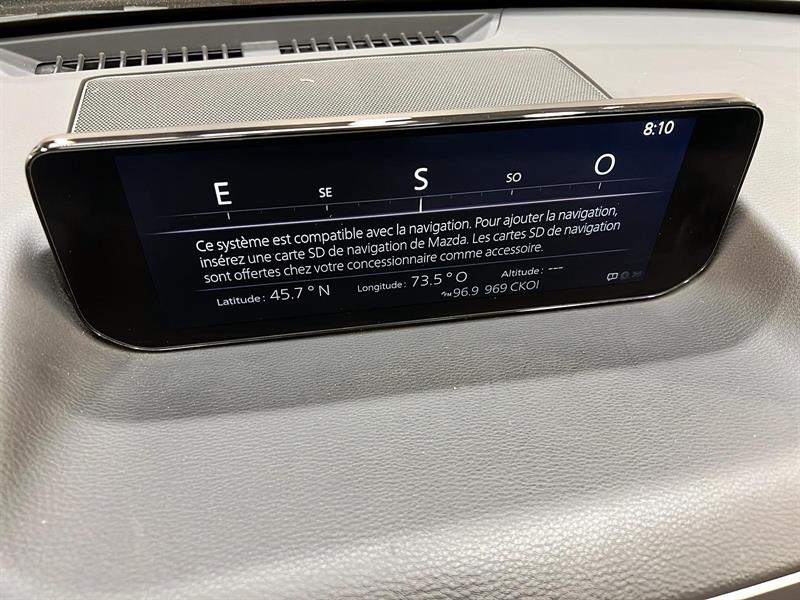 8:10
E SE S SO O
Ce système est compatible avec la navigation. Pour ajouter la navigation,
insérez une carte SD de navigation de Mazda. Les cartes SD de navigation
sont offertes chez votre concessionnaire comme accessoire.
Latitude: 45.7° N Longitude: 73.5° O Altitude: ---
FM 96.9 969 CKOI